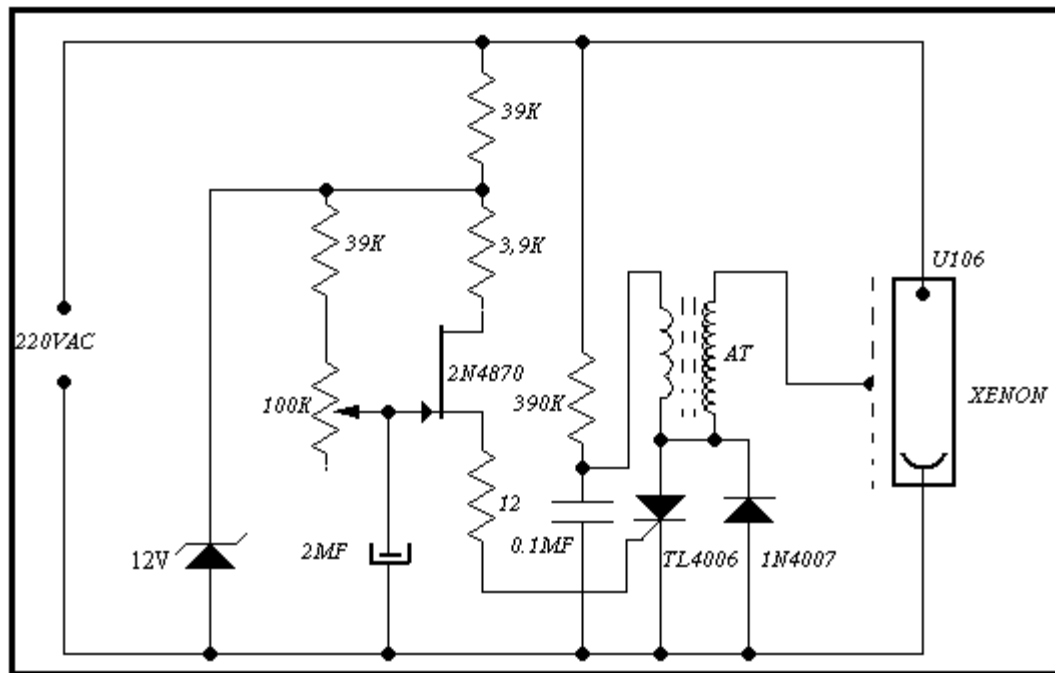 39K
39K
3,9K
U106
220VAC
2N4870
AT
100K
390K
XENON
12
12V
2MF
0.1MF
TL4006
1N4007